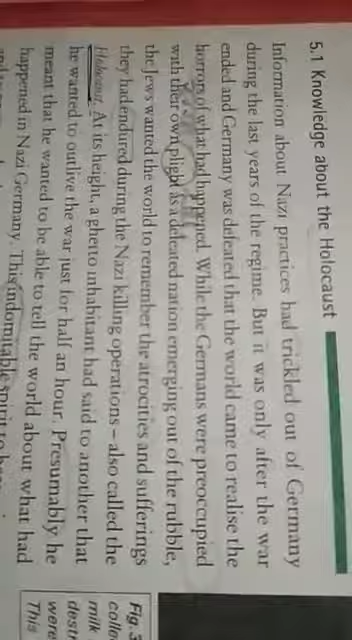 5.1 Knowledge about the Holocaust
Information about Nazi practices had trickled out of Germany
during the last years of the regime. But it was only after the war
ended and Germany was defeated that the world came to realise the
horrors of what had happened. While the Germans were preoccupied
with their own plight as a defeated nation emerging out of the rubble,
the Jews wanted the world to remember the atrocities and sufferings
they had endured during the Nazi killing operations – also called the
Holocaust. At its height, a ghetto inhabitant had said to another that
he wanted to outlive the war just for half an hour. Presumably he
meant that he wanted to be able to tell the world about what had
happened in Nazi Germany. This indomitable spirit to
Fig.
milk
were
This